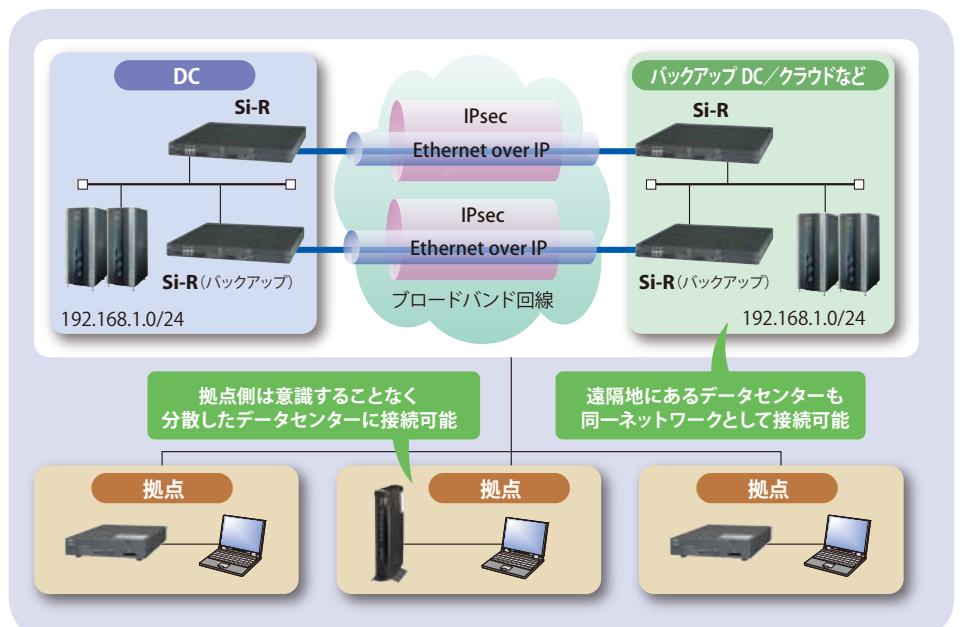 DC
バックアップ DC／クラウドなど
Si-R
Si-R
IPsec
Ethernet over IP
IPsec
Ethernet over IP
Si-R（バックアップ）
Si-R（バックアップ）
ブロードバンド回線
192.168.1.0/24
192.168.1.0/24
拠点側は意識することなく
分散したデータセンターに接続可能
遠隔地にあるデータセンターも
同一ネットワークとして接続可能
拠点
拠点
拠点